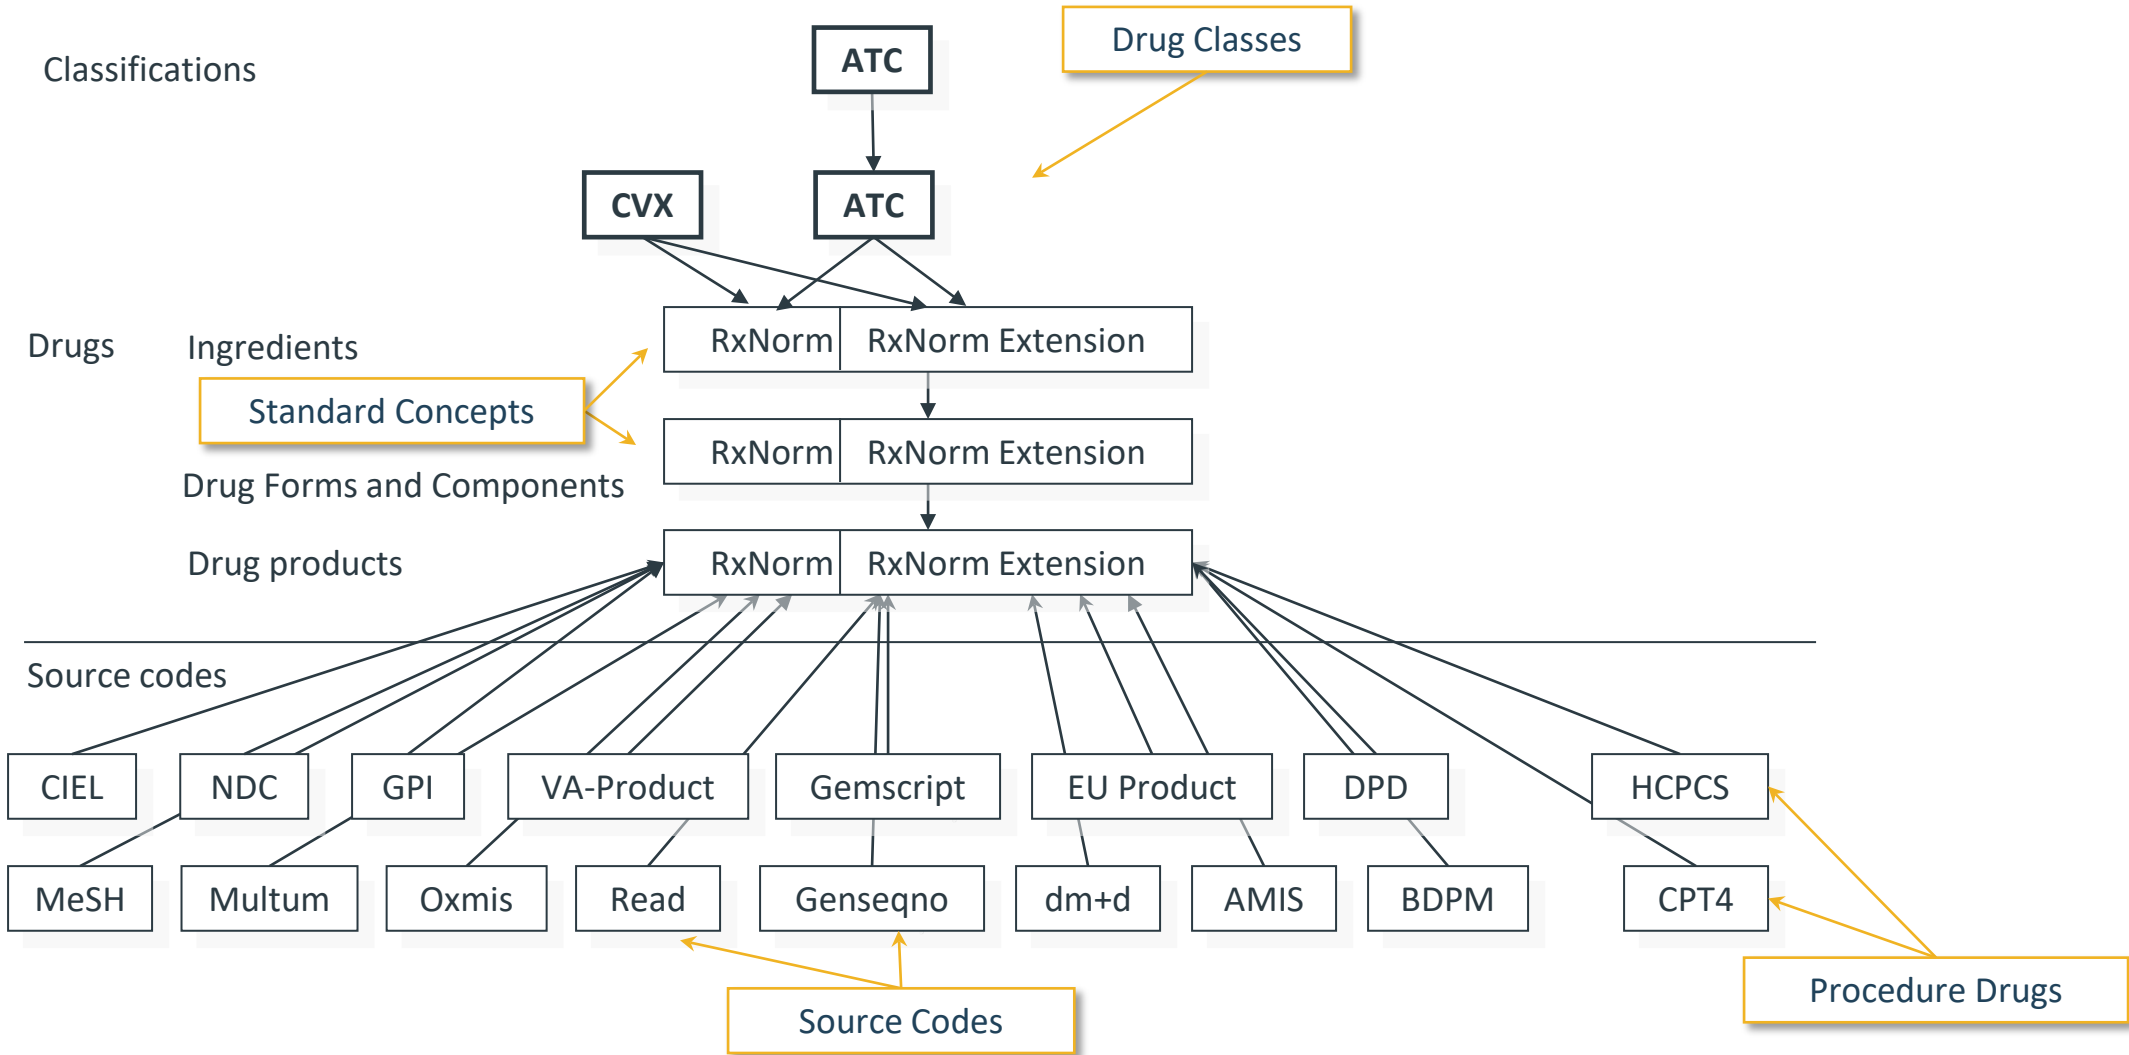 Drug Classes
ATC
Classifications
CVX
ATC
Drugs
Ingredients
RxNorm
RxNorm Extension
Standard Concepts
RxNorm
RxNorm Extension
Drug Forms and Components
Drug products
RxNorm
RxNorm Extension
Source codes
CIEL
NDC
GPI
VA-Product
Gemscript
EU Product
DPD
HCPCS
MeSH
Multum
Oxmis
Read
Genseqno
dm+d
AMIS
BDPM
CPT4
Procedure Drugs
Source Codes